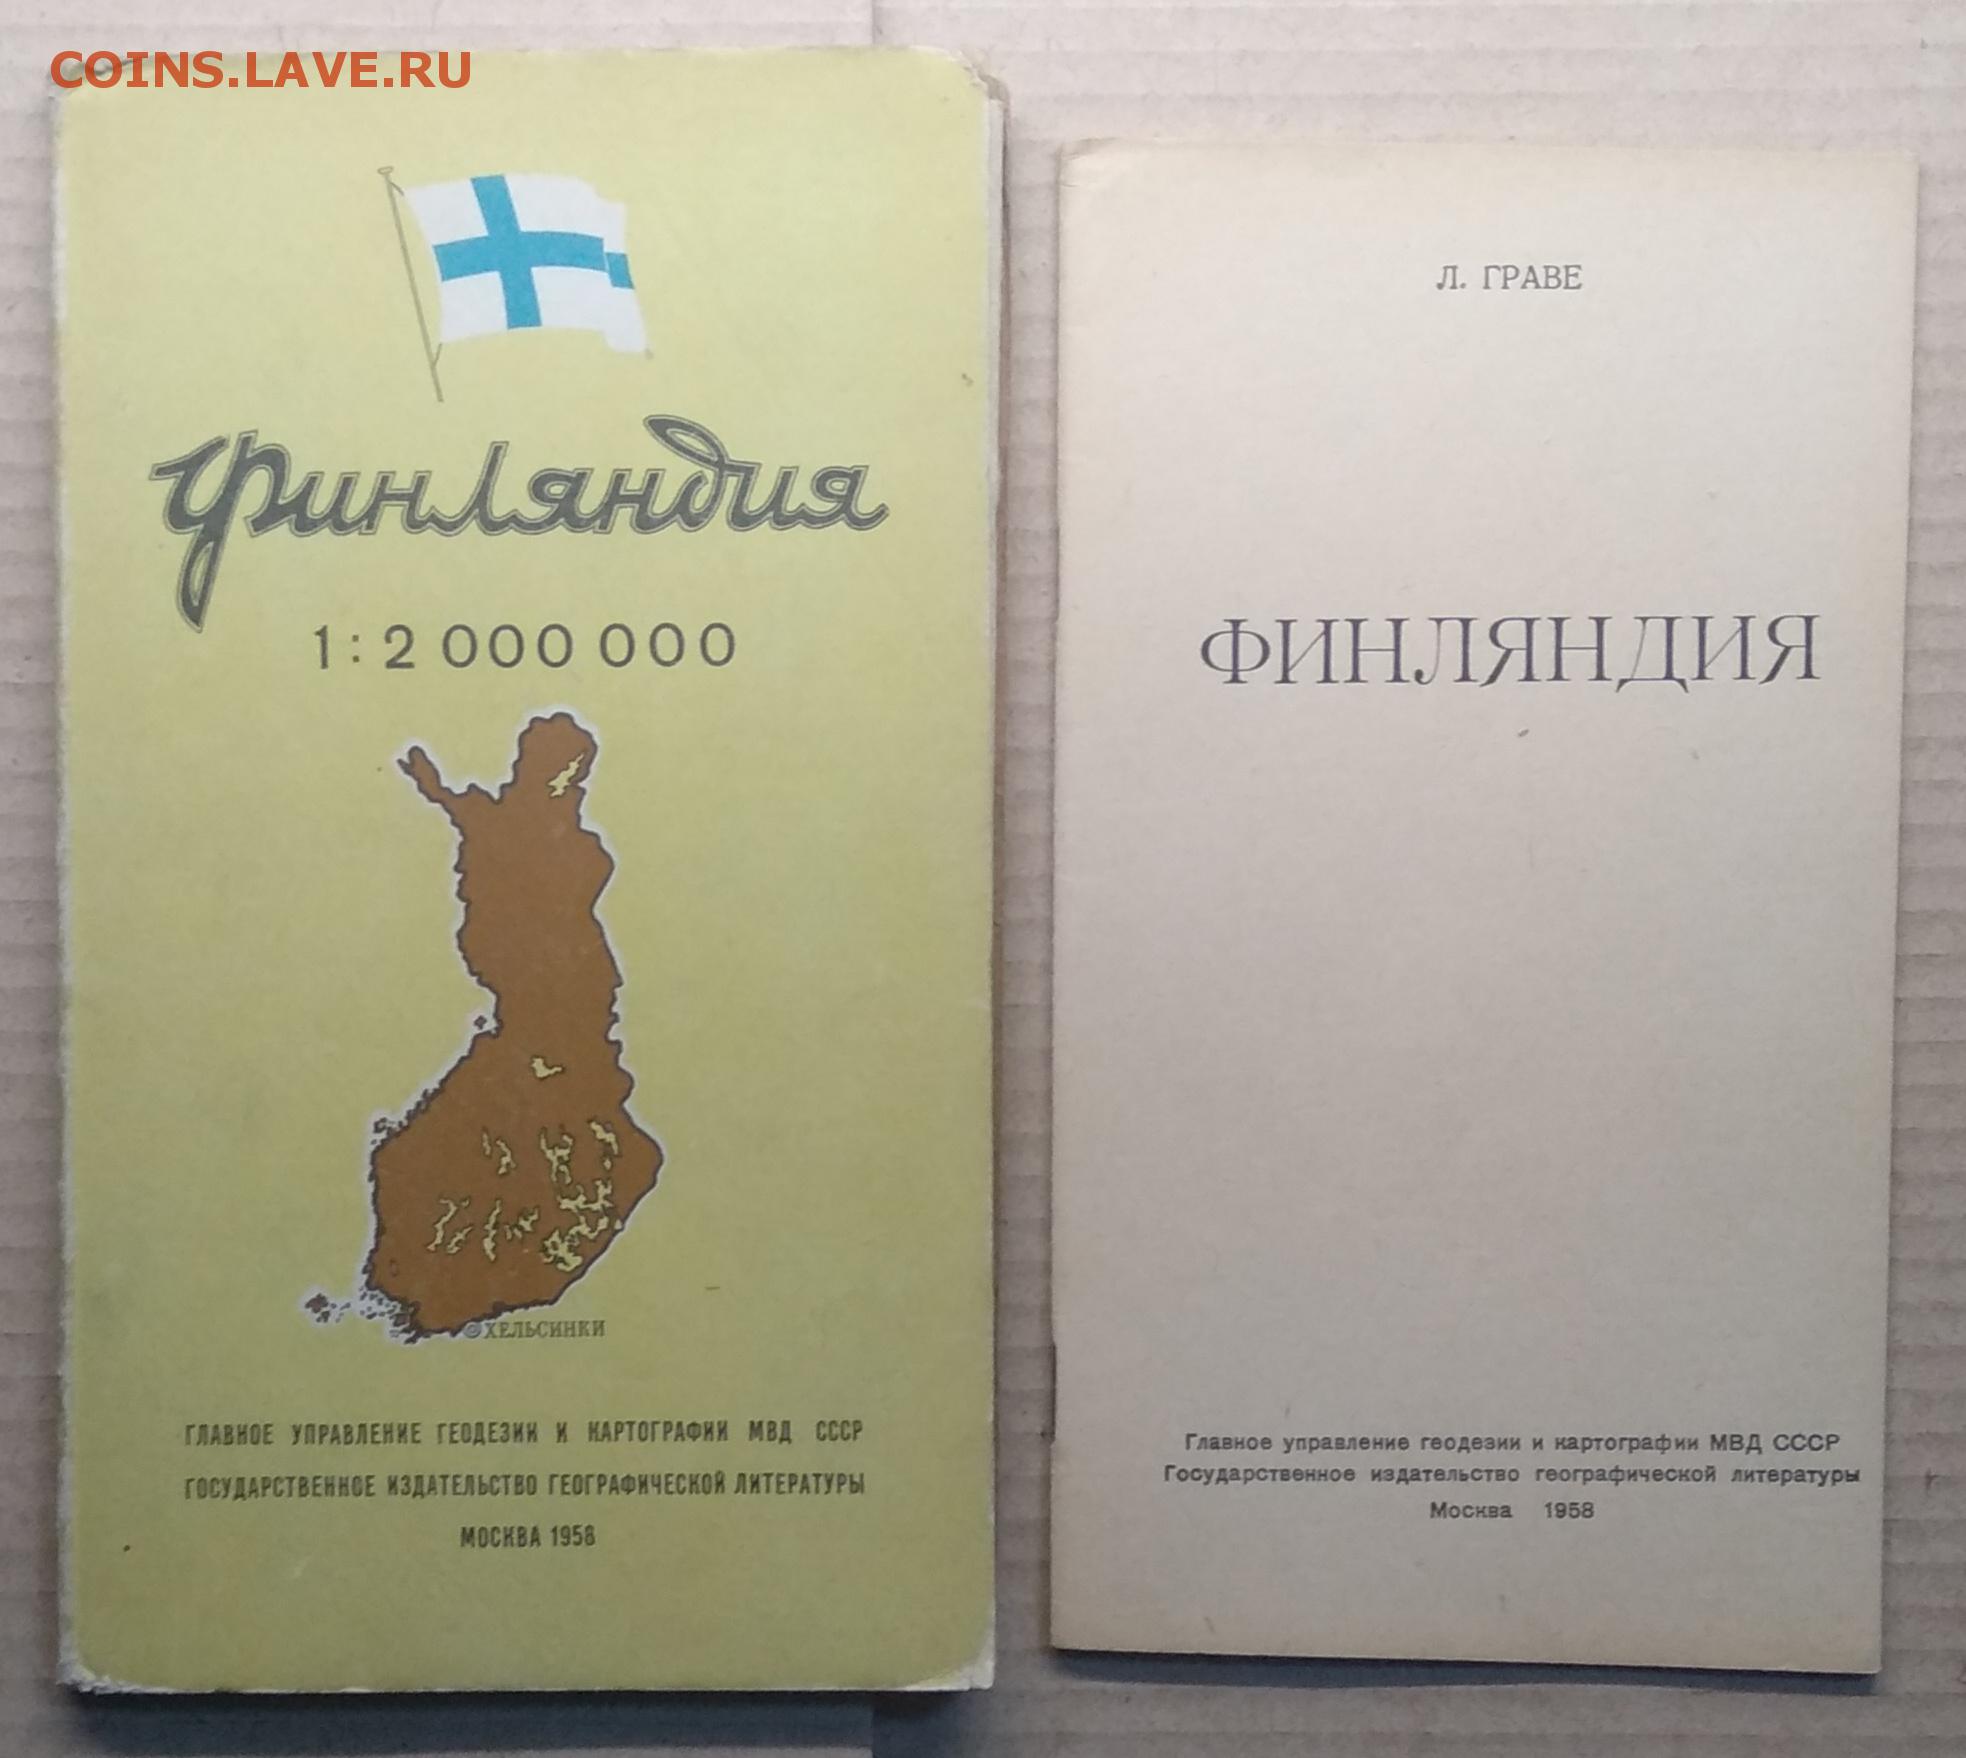 COINS.LAVE.RU
Финляндия
1:2 000 000
ХЕЛЬСИНКИ
ГЛАВНОЕ УПРАВЛЕНИЕ ГЕОДЕЗИИ И КАРТОГРАФИИ МВД СССР
ГОСУДАРСТВЕННОЕ ИЗДАТЕЛЬСТВО ГЕОГРАФИЧЕСКОЙ ЛИТЕРАТУРЫ
МОСКВА 1958
Л. ГРАВЕ
ФИНЛЯНДИЯ
Главное управление геодезии и картографии МВД СССР
Государственное издательство географической литературы
Москва 1958